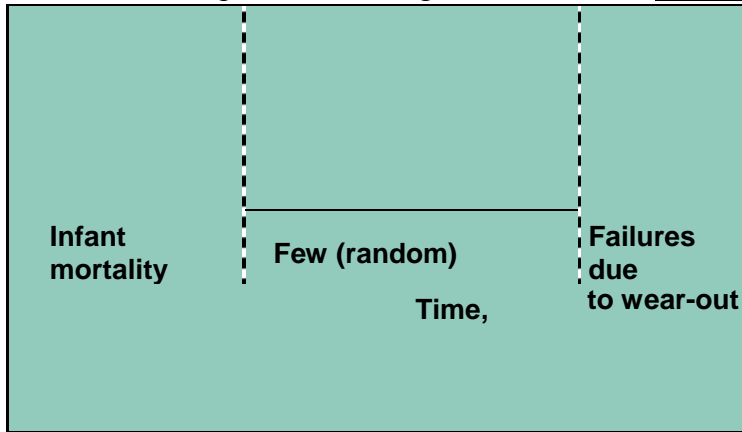 Infant
mortality
Few (random)
Failures
due
to wear-out
Time,